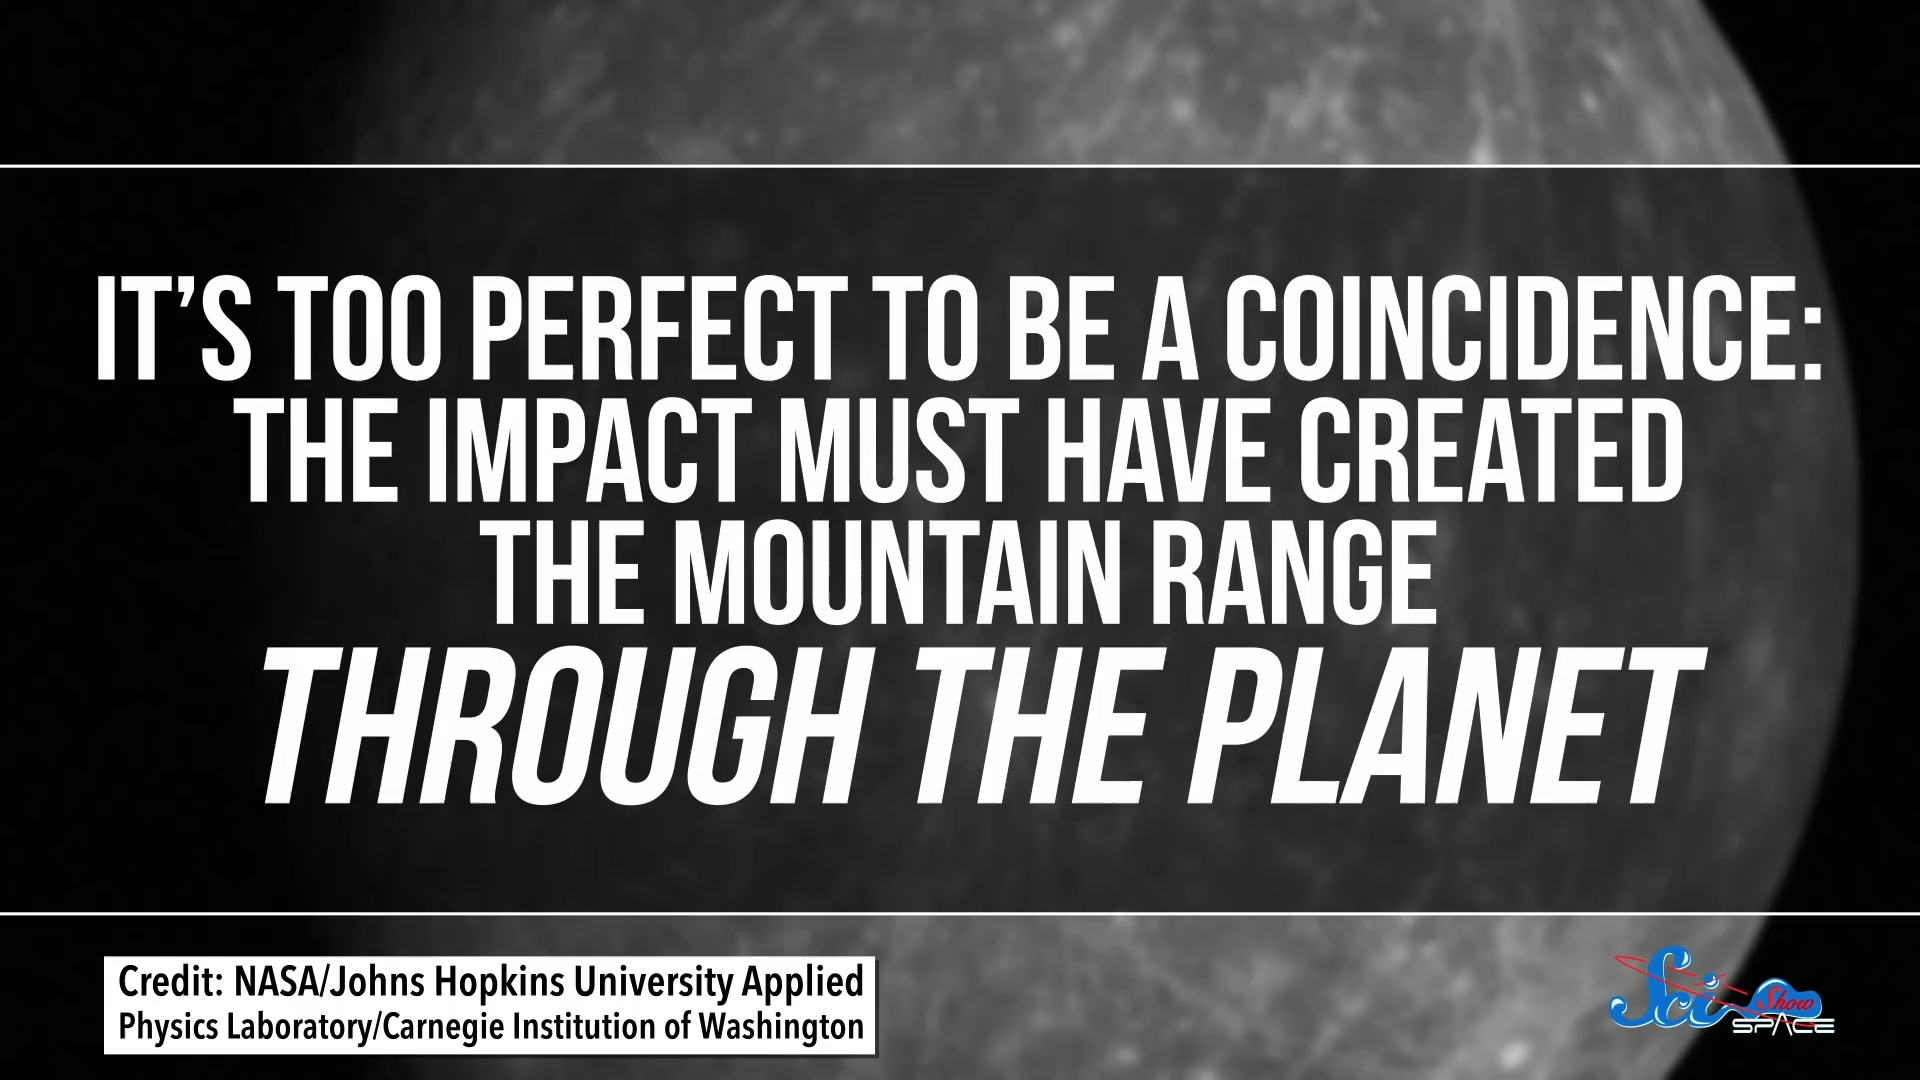 IT’S TOO PERFECT TO BE A COINCIDENCE:
THE IMPACT MUST HAVE CREATED
THE MOUNTAIN RANGE
THROUGH THE PLANET
Credit: NASA/Johns Hopkins University Applied
Physics Laboratory/Carnegie Institution of Washington
Sci Show
SPACE